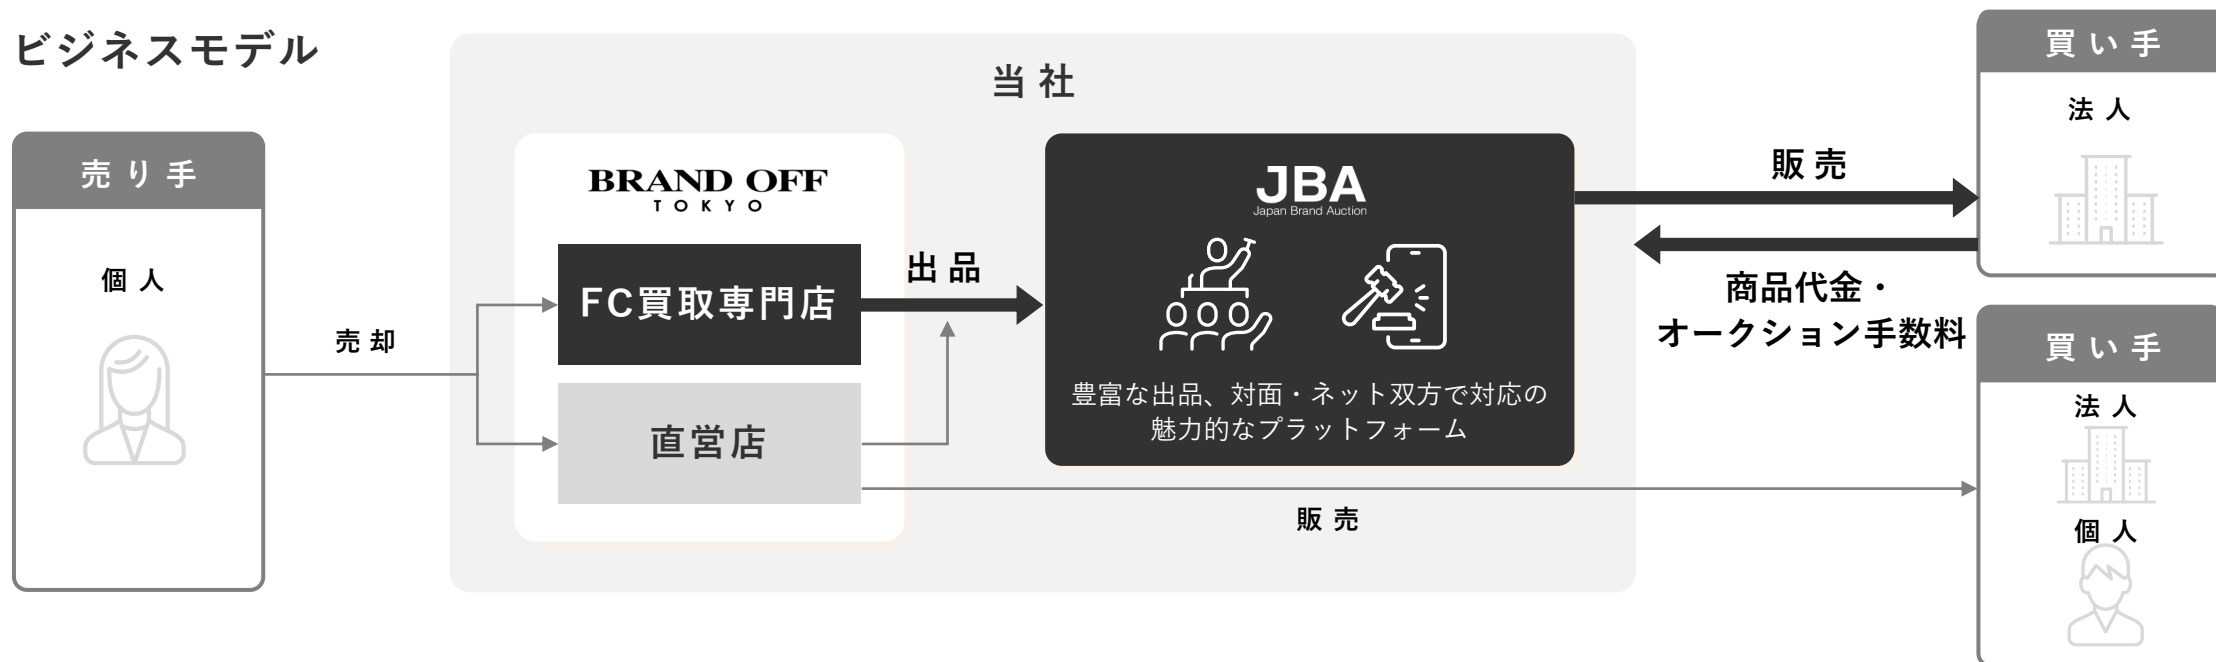 ビジネスモデル
売り手
個人
売却
当社
BRAND OFF
TOKYO
FC買取専門店
直営店
出品
JBA
Japan Brand Auction
豊富な出品、対面・ネット双方で対応の
魅力的なプラットフォーム
販売
商品代金・
オークション手数料
販売
買い手
法人
買い手
法人
個人